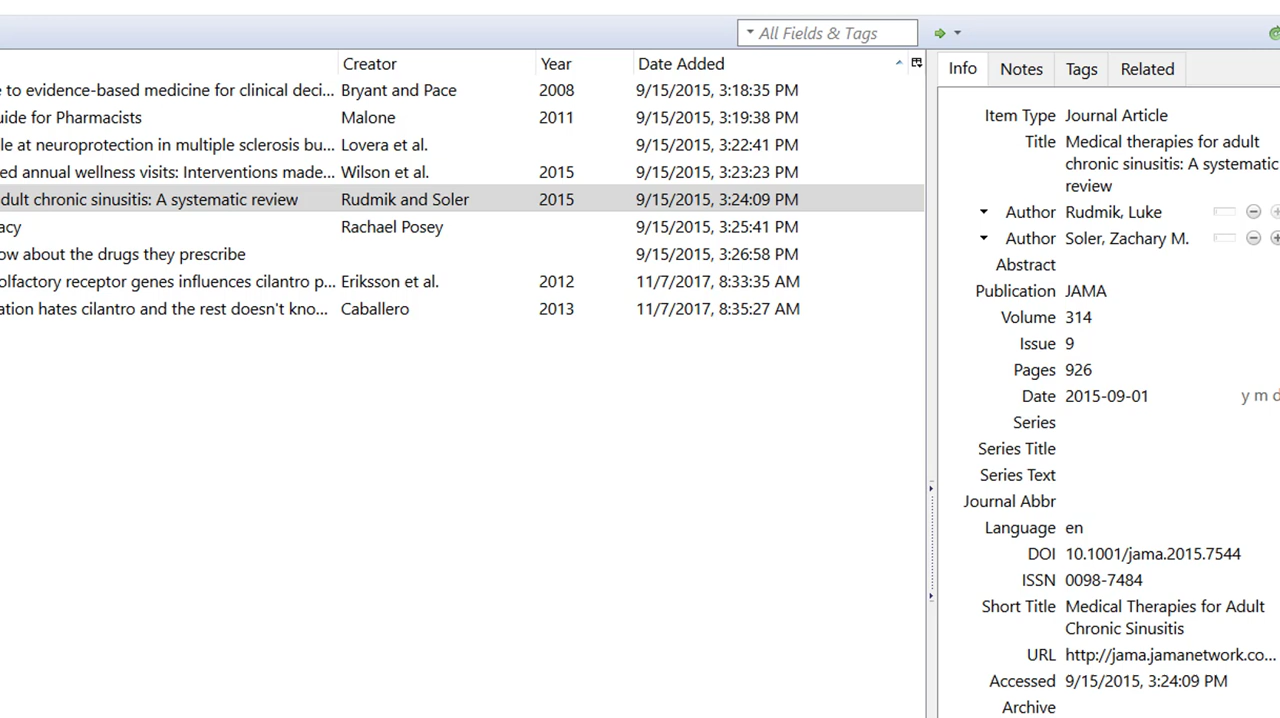 All Fields & Tags
Creator Year Date Added
e to evidence-based medicine for clinical deci... Bryant and Pace 2008 9/15/2015, 3:18:35 PM
uide for Pharmacists Malone 2011 9/15/2015, 3:19:38 PM
le at neuroprotection in multiple sclerosis bu... Lovera et al. 9/15/2015, 3:22:41 PM
ed annual wellness visits: Interventions made... Wilson et al. 2015 9/15/2015, 3:23:23 PM
dult chronic sinusitis: A systematic review Rudmik and Soler 2015 9/15/2015, 3:24:09 PM
acy Rachael Posey 9/15/2015, 3:25:41 PM
ow about the drugs they prescribe 9/15/2015, 3:26:58 PM
olfactory receptor genes influences cilantro p... Eriksson et al. 2012 11/7/2017, 8:33:35 AM
ation hates cilantro and the rest doesn't kno... Caballero 2013 11/7/2017, 8:35:27 AM
Info Notes Tags Related
Item Type Journal Article
Title Medical therapies for adult
chronic sinusitis: A systematic
review
Author Rudmik, Luke
Author Soler, Zachary M.
Abstract
Publication JAMA
Volume 314
Issue 9
Pages 926
Date 2015-09-01 y m d
Series
Series Title
Series Text
Journal Abbr
Language en
DOI 10.1001/jama.2015.7544
ISSN 0098-7484
Short Title Medical Therapies for Adult
Chronic Sinusitis
URL http://jama.jamanetwork.co...
Accessed 9/15/2015, 3:24:09 PM
Archive